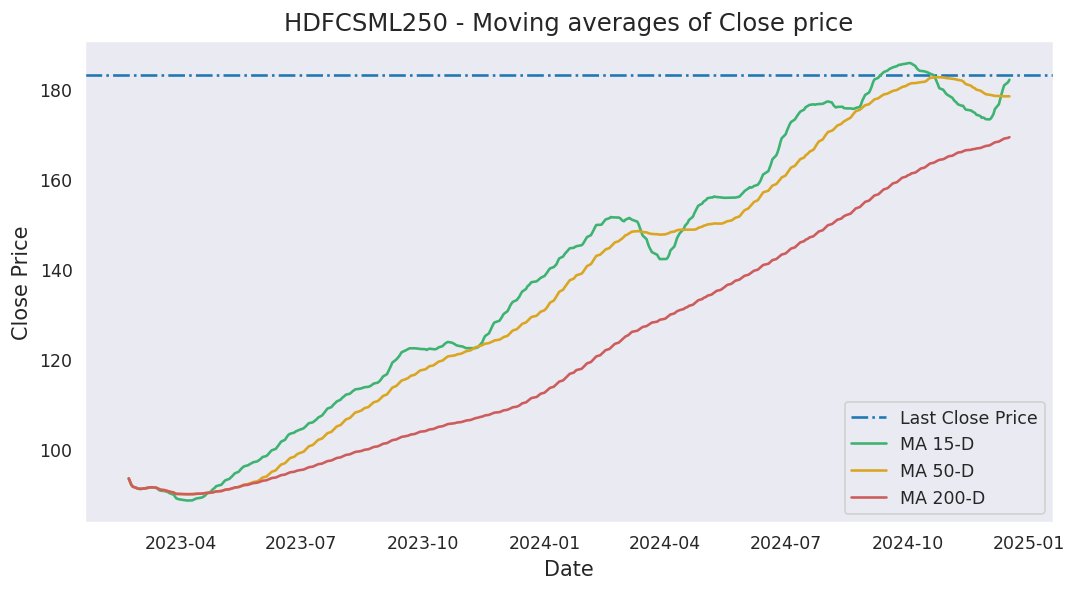 HDFCSML250 - Moving averages of Close price
Close Price
180
160
140
120
100
Last Close Price
MA 15-D
MA 50-D
MA 200-D
2023-04 2023-07 2023-10 2024-01 2024-04 2024-07 2024-10 2025-01
Date